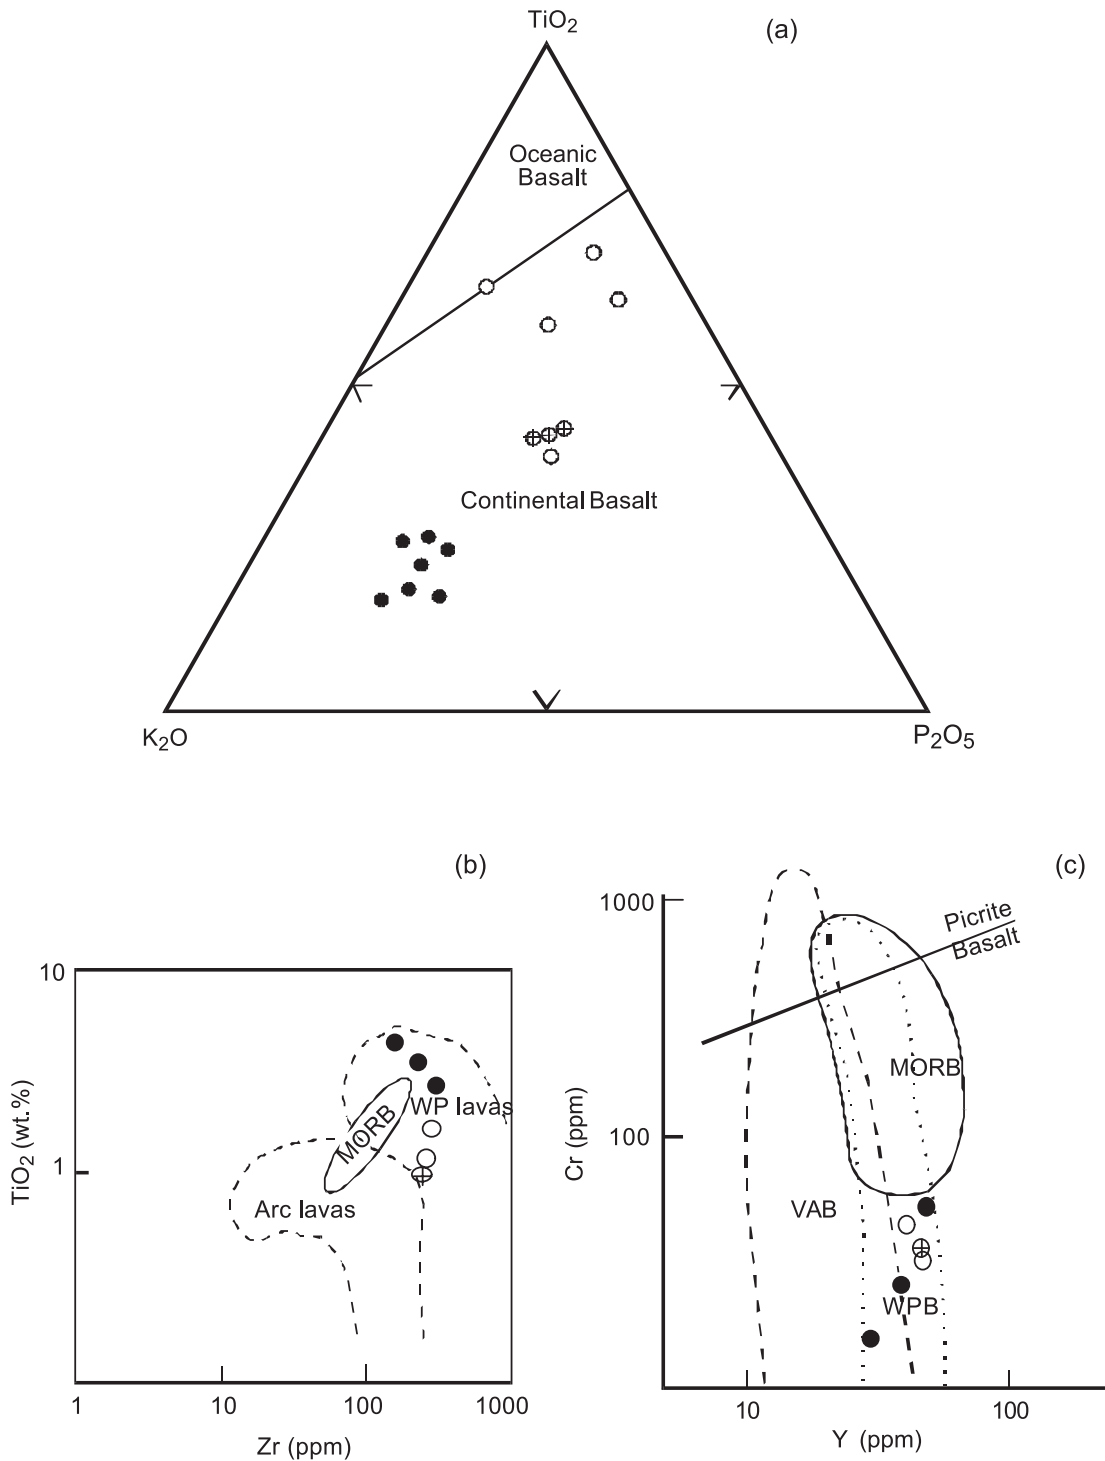 TiO2
(a)
Oceanic
Basalt
Continental Basalt
K2O
P2O5
(b)
10
TiO2 (wt.%)
1
MORB
WP lavas
Arc lavas
1
10
100
1000
Zr (ppm)
(c)
1000
Picrite
Basalt
MORB
Cr (ppm)
100
VAB
WPB
10
100
Y (ppm)